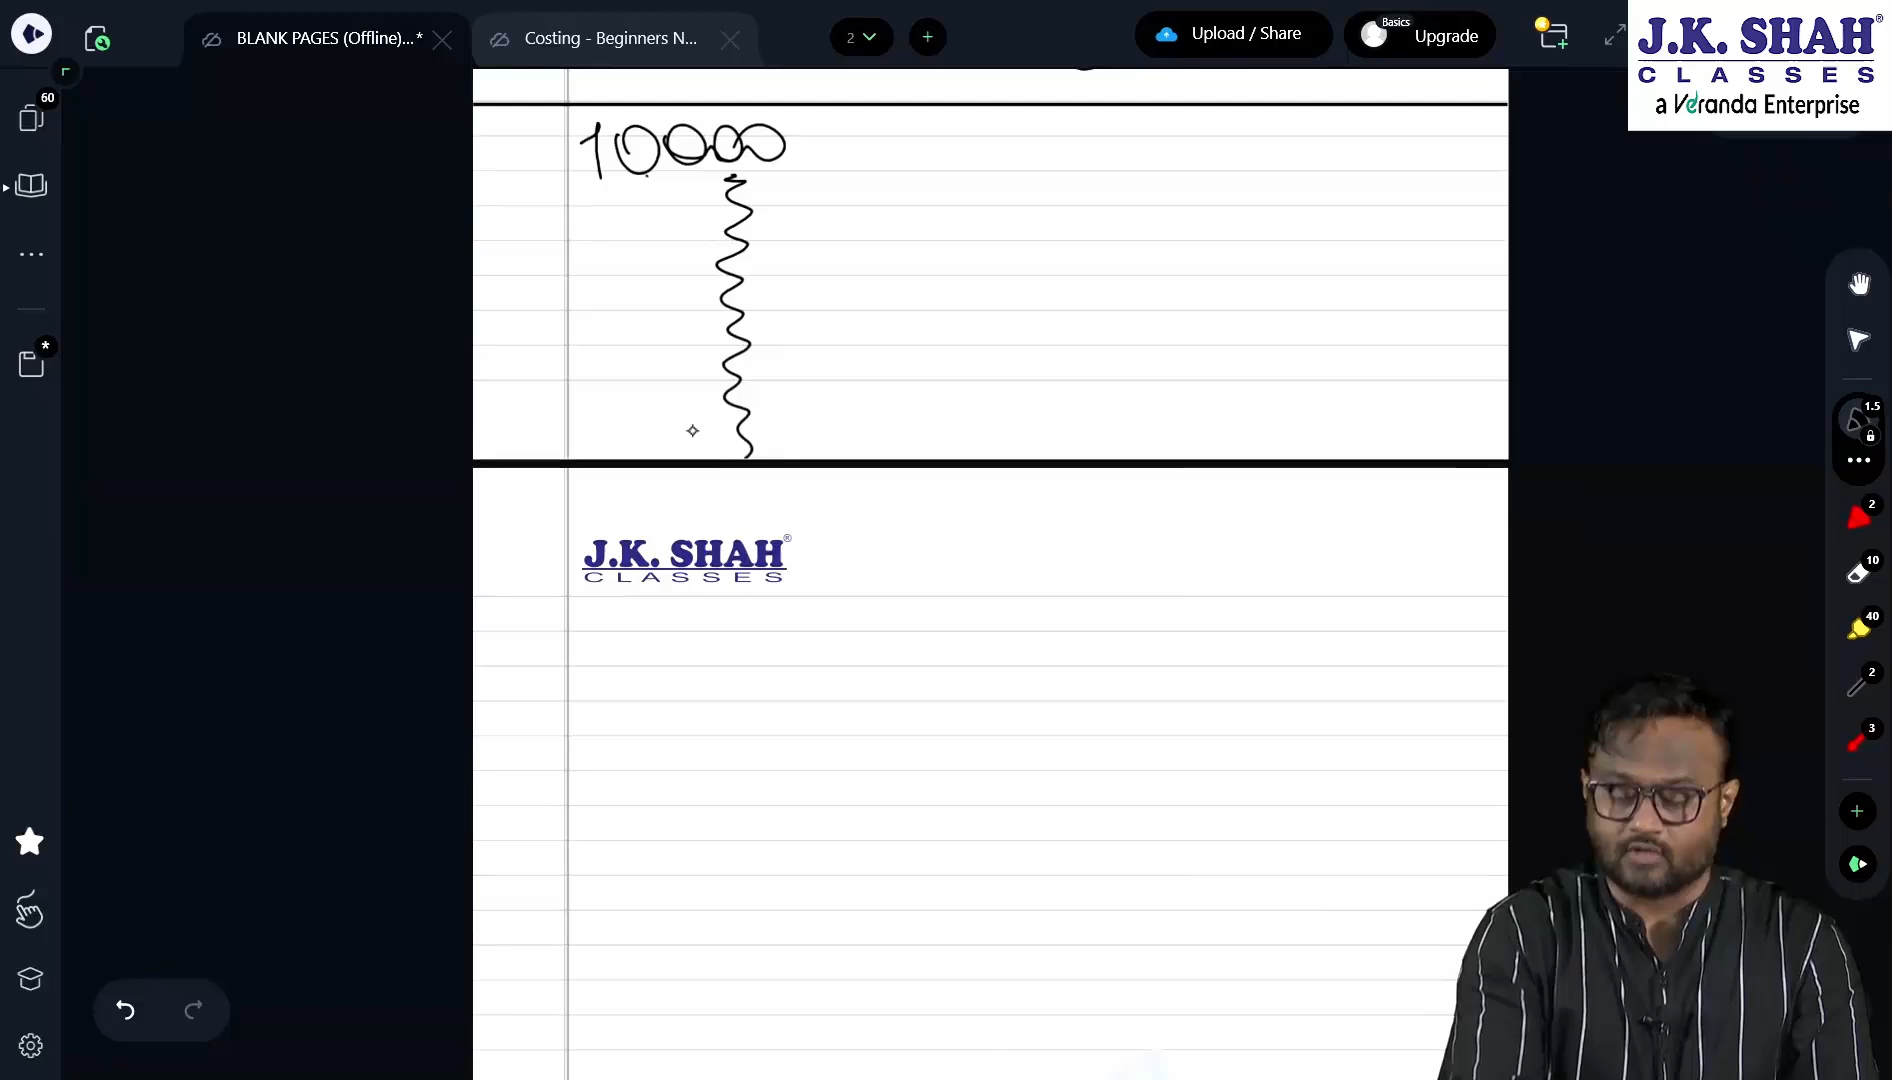 BLANK PAGES (Offline)...*
Costing - Beginners N...
2
Upload / Share
Basics
Upgrade
J.K. SHAH®
CLASSES
a Veranda Enterprise
60
10000
*
1.5
2
10
40
2
3
J.K. SHAH®
CLASSES